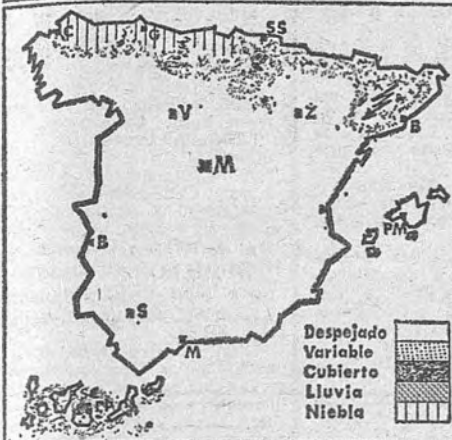 C G SS
V Z B
M
PM
B
S
M
Despejado
Variable
Cubierto
Lluvia
Niebla